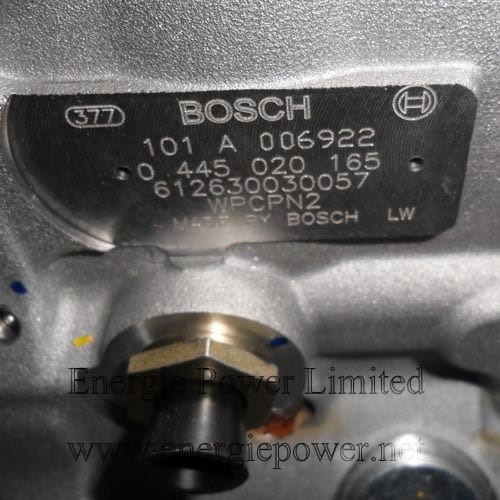 377 BOSCH
101 A 006922
0 445 020 165
612630030057
WPCPN2
MADE BY BOSCH LW
Energie Power Limited
www.energiepower.net